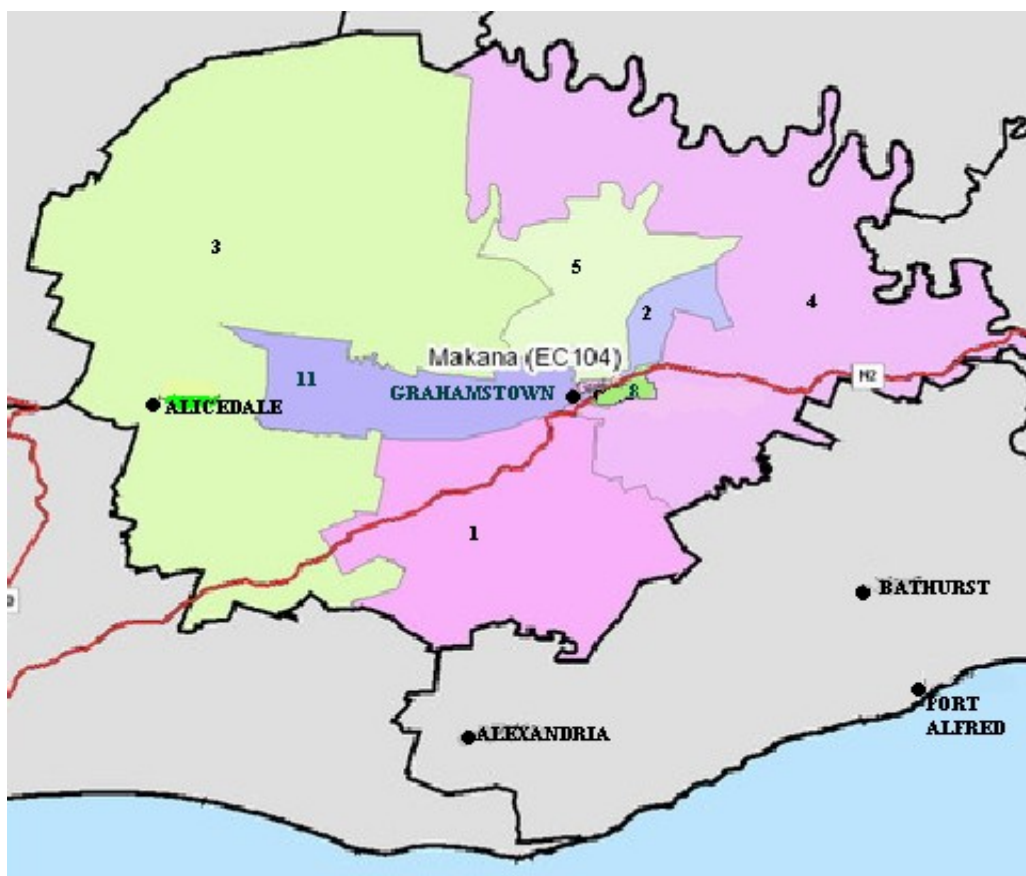 3
5
4
2
Makana (EC104)
11
N2
GRAHAMSTOWN
8
ALICEDALE
1
BATHURST
PORT
ALFRED
ALEXANDRIA